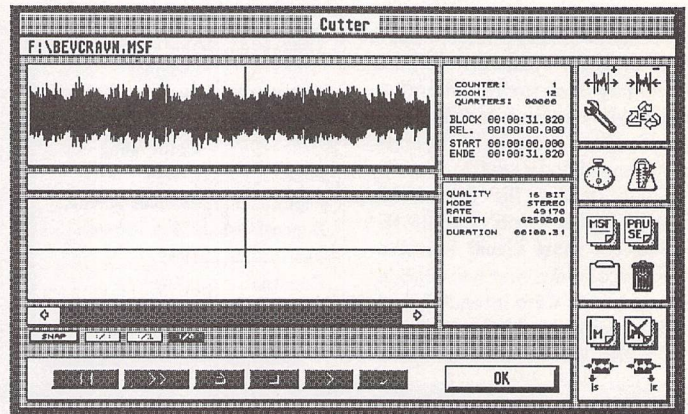 Cutter
F:\BEVCRAVN.MSF
COUNTER: 1
ZOOM: 12
QUARTERS: 00000
BLOCK 00:00:31.820
REL. 00:00:00.000
START 00:00:00.000
ENDE 00:00:31.820
QUALITY 16 BIT
MODE STEREO
RATE 49170
LENGTH 6258200
DURATION 00:00.31
MSF
PAU
SE
M
M
SNAP
OK
S
E